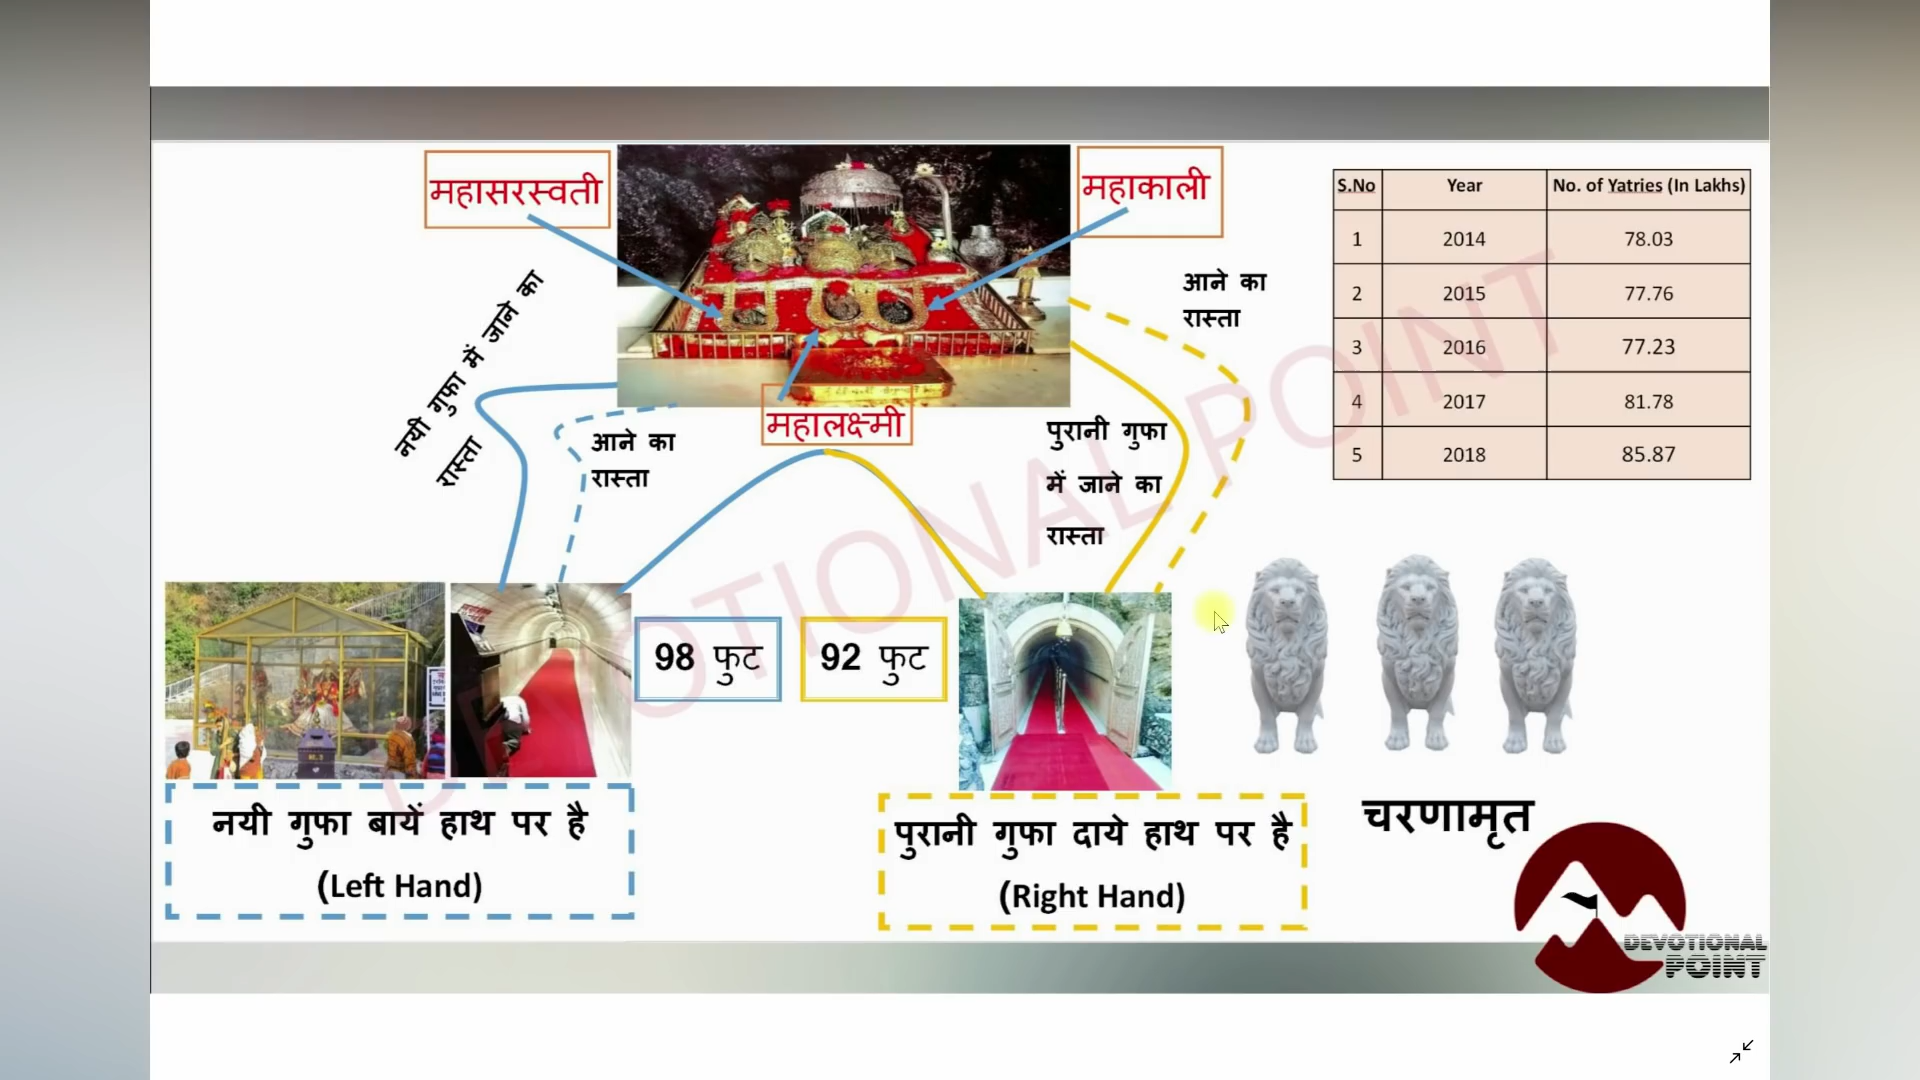 महासरस्वती
महाकाली
महालक्ष्मी
नयी गुफा में जाने का
रास्ता
आने का
रास्ता
आने का
रास्ता
पुरानी गुफा
में जाने का
रास्ता
S.No Year No. of Yatries (In Lakhs)
1 2014 78.03
2 2015 77.76
3 2016 77.23
4 2017 81.78
5 2018 85.87
98 फुट
92 फुट
नयी गुफा बायें हाथ पर है
(Left Hand)
पुरानी गुफा दाये हाथ पर है
(Right Hand)
चरणामृत
DEVOTIONAL POINT
DEVOTIONAL
POINT